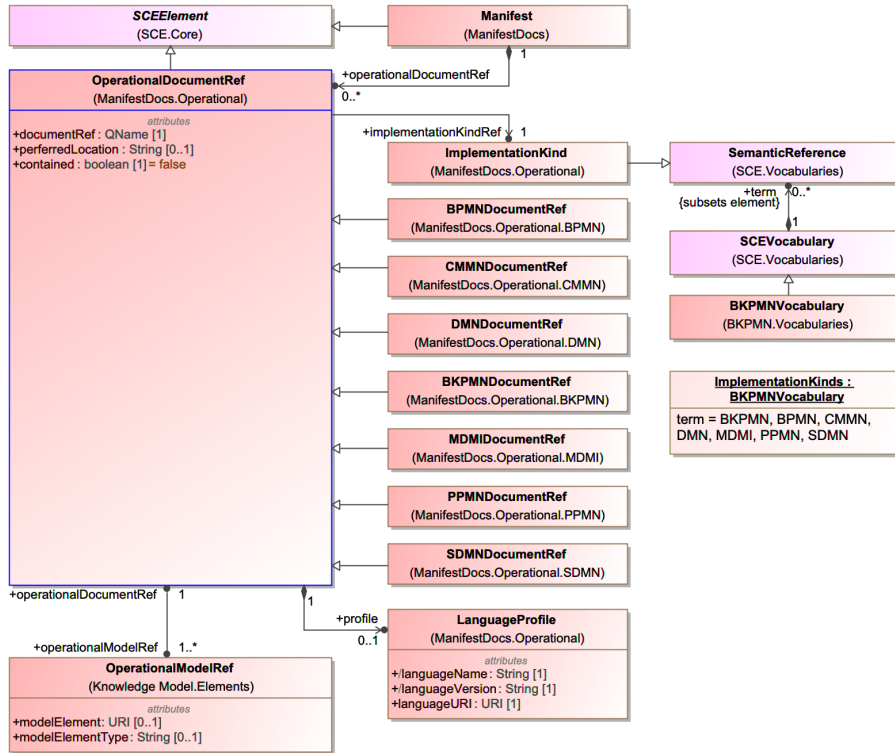 SCEElement
(SCE.Core)
Manifest
(ManifestDocs)
1
+operationalDocumentRef
0..*
OperationalDocumentRef
(ManifestDocs.Operational)
attributes
+documentRef : QName [1]
+perferredLocation : String [0..1]
+contained : boolean [1] = false
1
+implementationKindRef
ImplementationKind
(ManifestDocs.Operational)
SemanticReference
(SCE.Vocabularies)
+term
0..*
{subsets element}
1
SCEVocabulary
(SCE.Vocabularies)
BKPMNVocabulary
(BKPMN.Vocabularies)
BPMNDocumentRef
(ManifestDocs.Operational.BPMN)
CMMNDocumentRef
(ManifestDocs.Operational.CMMN)
DMNDocumentRef
(ManifestDocs.Operational.DMN)
BKPMNDocumentRef
(ManifestDocs.Operational.BKPMN)
MDMIDocumentRef
(ManifestDocs.Operational.MDMI)
PPMNDocumentRef
(ManifestDocs.Operational.PPMN)
SDMNDocumentRef
(ManifestDocs.Operational.SDMN)
ImplementationKinds :
BKPMNVocabulary
term = BKPMN, BPMN, CMMN,
DMN, MDMI, PPMN, SDMN
+operationalDocumentRef
1
+operationalModelRef
1..*
1
+profile
0..1
LanguageProfile
(ManifestDocs.Operational)
attributes
+/languageName : String [1]
+/languageVersion : String [1]
+languageURI : URI [1]
OperationalModelRef
(Knowledge Model.Elements)
attributes
+modelElement : URI [0..1]
+modelElementType : String [0..1]